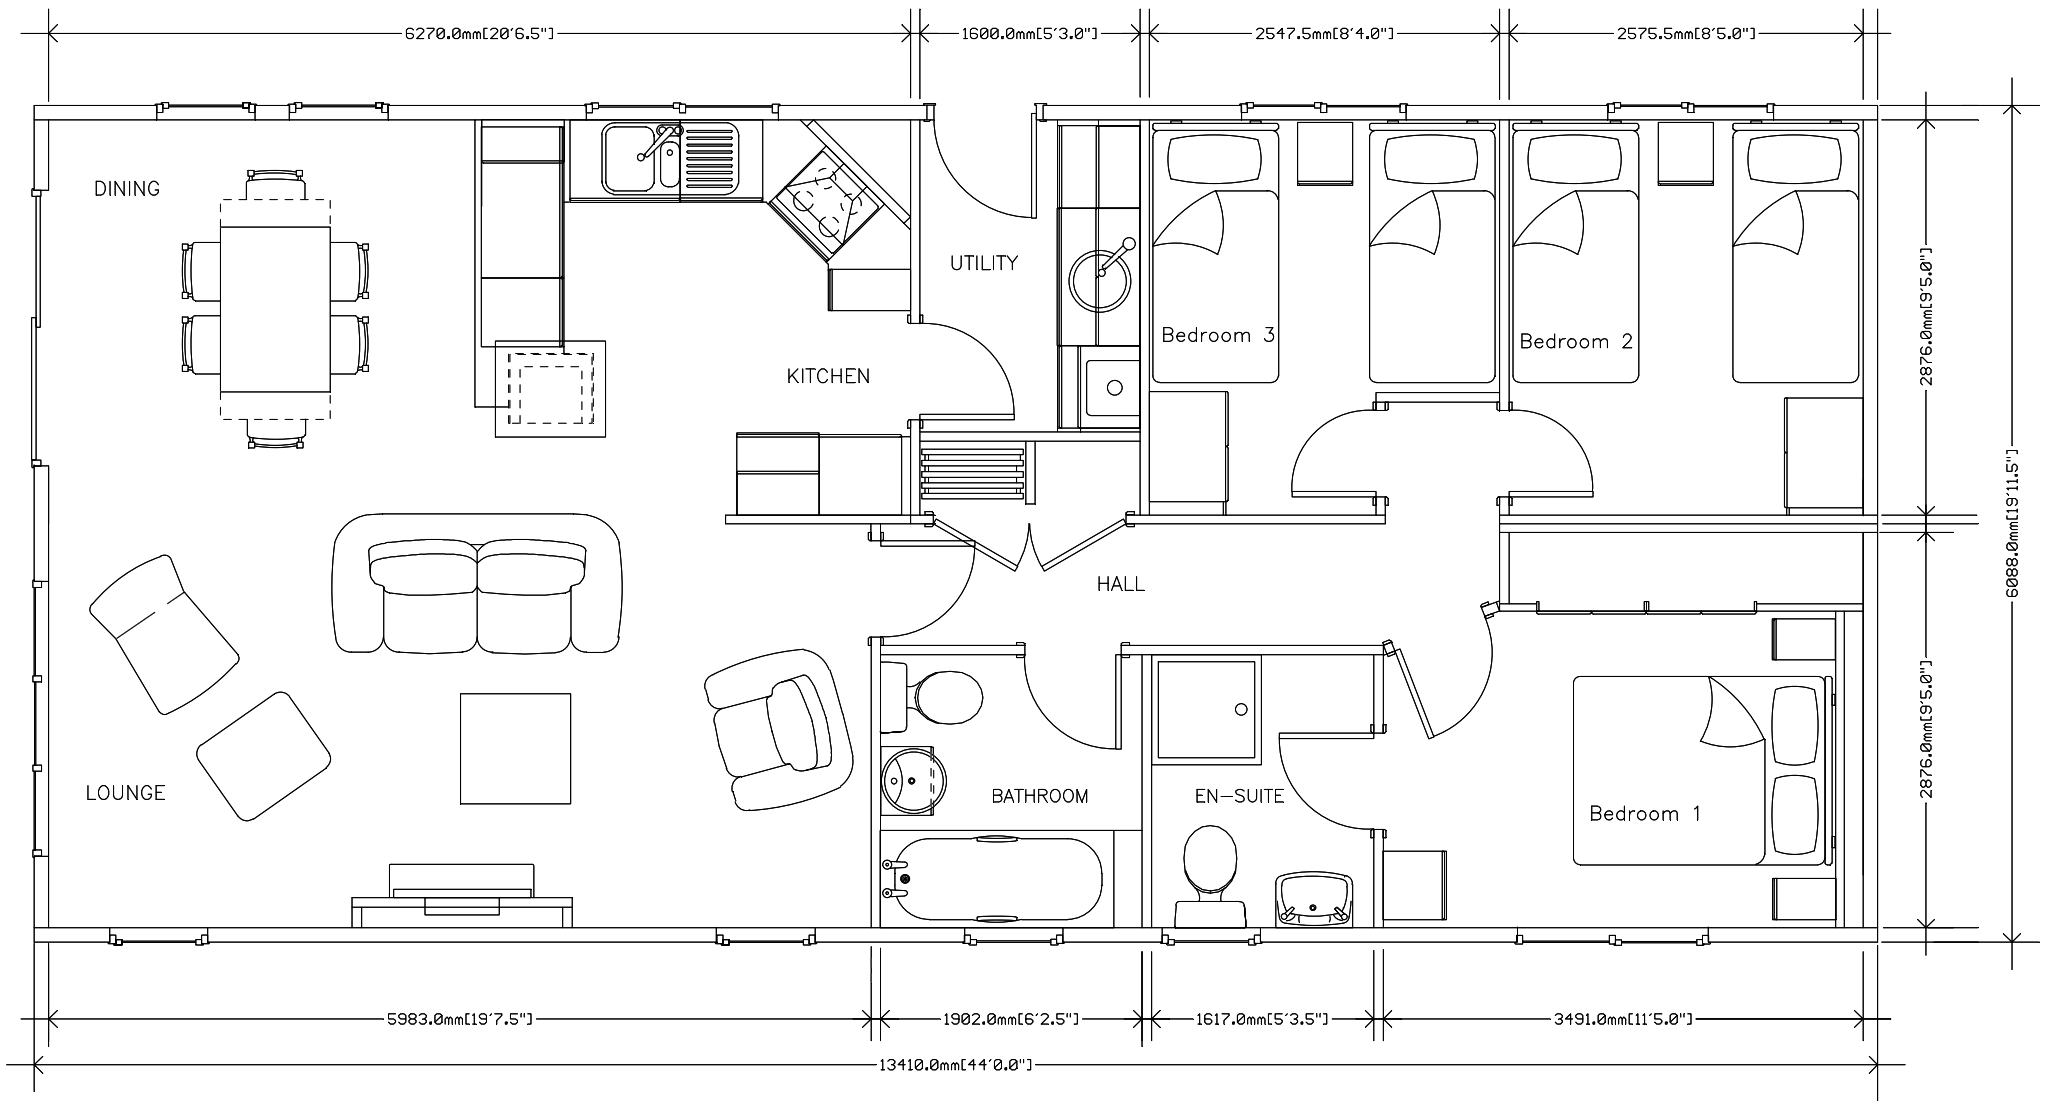 6270.0mm[20'6.5"]
1600.0mm[5'3.0"]
2547.5mm[8'4.0"]
2575.5mm[8'5.0"]
DINING
UTILITY
KITCHEN
Bedroom 3
Bedroom 2
2876.0mm[9'5.0"]
6088.0mm[19'11.5"]
HALL
LOUNGE
BATHROOM
EN-SUITE
Bedroom 1
2876.0mm[9'5.0"]
5983.0mm[19'7.5"]
1902.0mm[6'2.5"]
1617.0mm[5'3.5"]
3491.0mm[11'5.0"]
13410.0mm[44'0.0"]